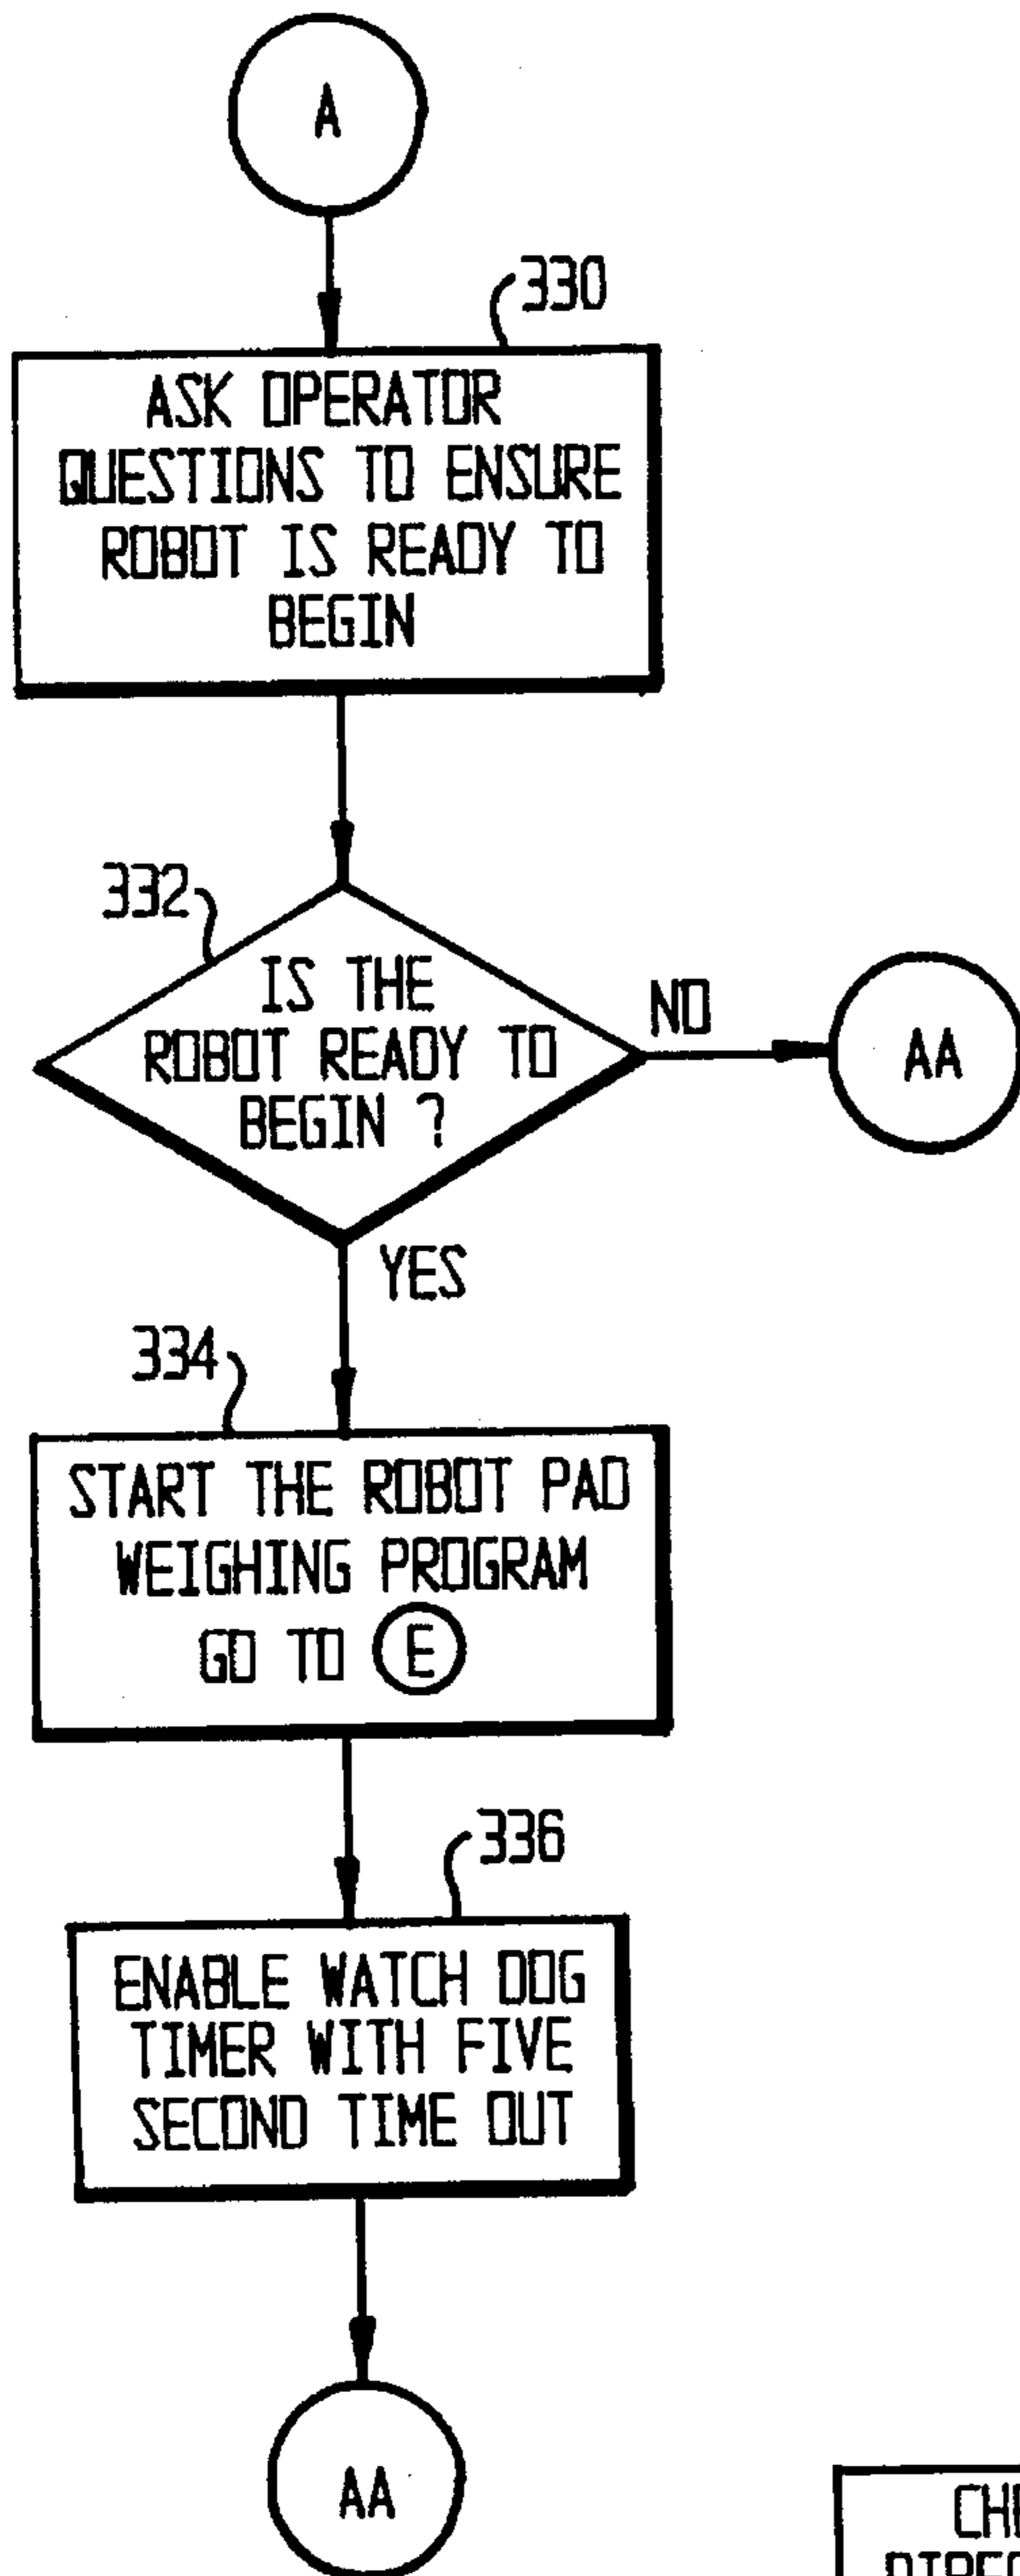 A
330
ASK OPERATOR
QUESTIONS TO ENSURE
ROBOT IS READY TO
BEGIN
332
IS THE
ROBOT READY TO
BEGIN ?
NO
AA
YES
334
START THE ROBOT PAD
WEIGHING PROGRAM
GO TO E
336
ENABLE WATCH DOG
TIMER WITH FIVE
SECOND TIME OUT
AA